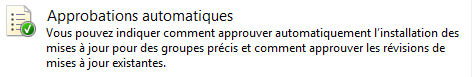 Approbations automatiques
Vous pouvez indiquer comment approuver automatiquement l'installation des
mises à jour pour des groupes précis et comment approuver les révisions de
mises à jour existantes.